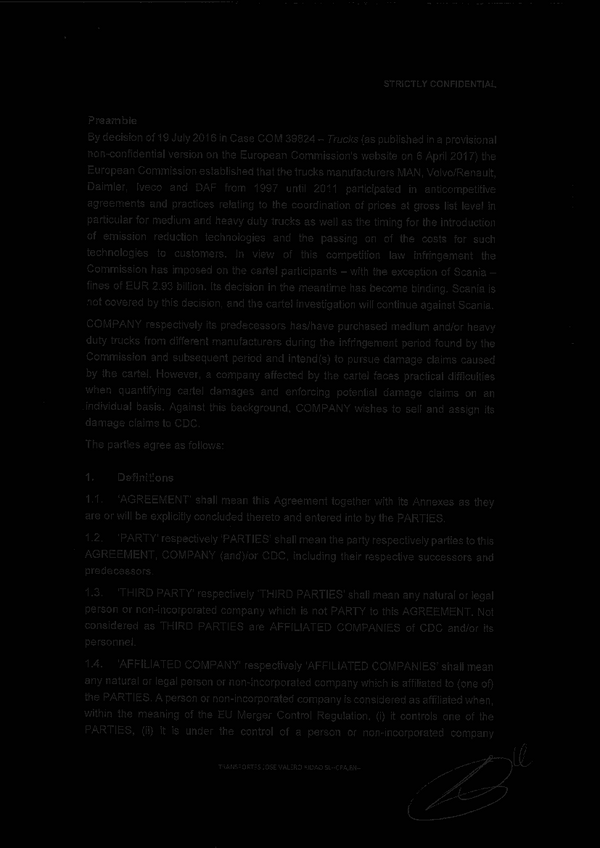 STRICTLY CONFIDENTIAL
Preamble
By decision of 19 July 2016 in Case COM 39824 – Trucks (as published in a provisional
non-confidential version on the European Commission's website on 6 April 2017) the
European Commission established that the trucks manufacturers MAN, Volvo/Renault,
Daimler, Iveco and DAF from 1997 until 2011 participated in anticompetitive
agreements and practices relating to the coordination of prices at gross list level in
particular for medium and heavy duty trucks as well as the timing for the introduction
of emission reduction technologies and the passing on of the costs for such
technologies to customers. In view of this competition law infringement the
Commission has imposed on the cartel participants – with the exception of Scania –
fines of EUR 2.93 billion. Its decision in the meantime has become binding. Scania is
not covered by this decision, and the cartel investigation will continue against Scania.
COMPANY respectively its predecessors has/have purchased medium and/or heavy
duty trucks from different manufacturers during the infringement period found by the
Commission and subsequent period and intend(s) to pursue damage claims caused
by the cartel. However, a company affected by the cartel faces practical difficulties
when quantifying cartel damages and enforcing potential damage claims on an
individual basis. Against this background, COMPANY wishes to sell and assign its
damage claims to CDC.
The parties agree as follows:
1. Definitions
1.1. 'AGREEMENT' shall mean this Agreement together with its Annexes as they
are or will be explicitly concluded thereto and entered into by the PARTIES.
1.2. 'PARTY' respectively 'PARTIES' shall mean the party respectively parties to this
AGREEMENT, COMPANY (and)/or CDC, including their respective successors and
predecessors.
1.3. 'THIRD PARTY' respectively 'THIRD PARTIES' shall mean any natural or legal
person or non-incorporated company which is not PARTY to this AGREEMENT. Not
considered as THIRD PARTIES are AFFILIATED COMPANIES of CDC and/or its
personnel.
1.4. 'AFFILIATED COMPANY' respectively 'AFFILIATED COMPANIES' shall mean
any natural or legal person or non-incorporated company which is affiliated to (one of)
the PARTIES. A person or non-incorporated company is considered as affiliated when,
within the meaning of the EU Merger Control Regulation, (i) it controls one of the
PARTIES, (ii) it is under the control of a person or non-incorporated company
TRANSPORTES JOSE VALERO